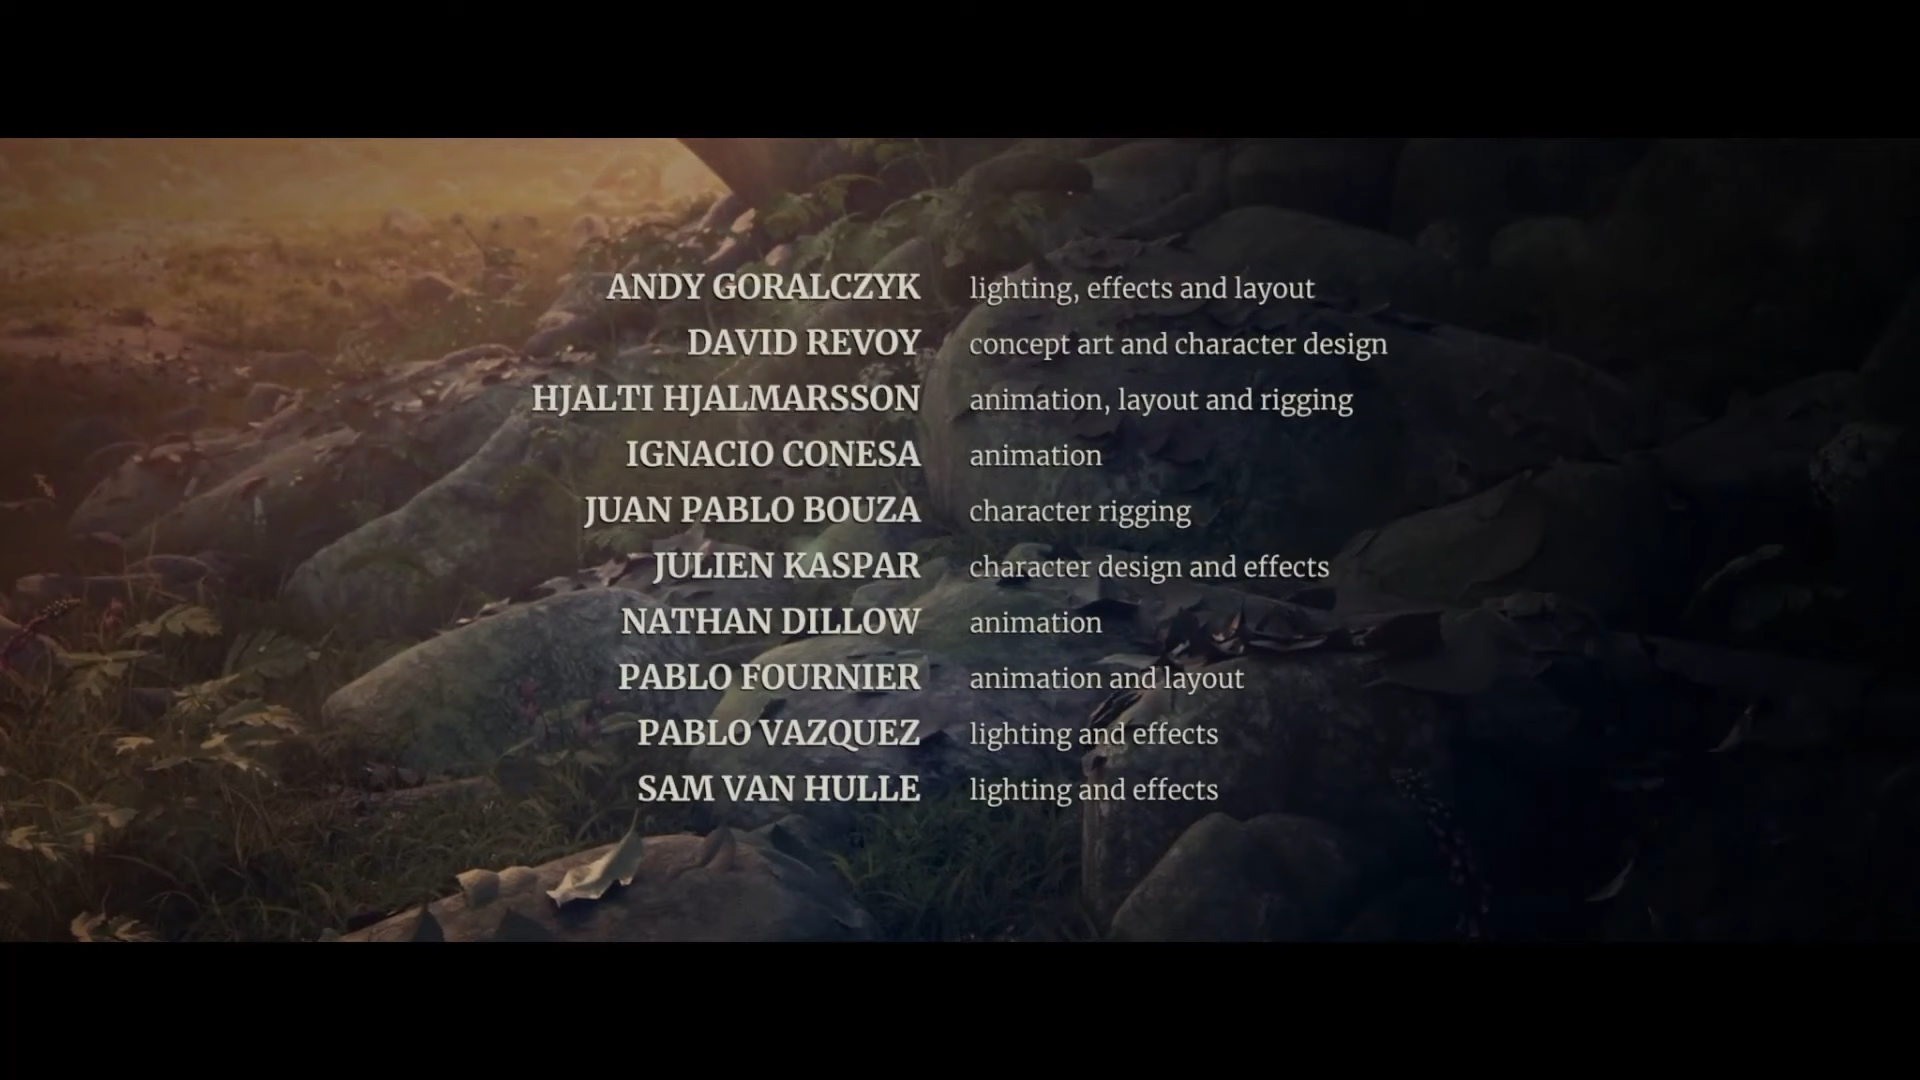 ANDY GORALCZYK lighting, effects and layout
DAVID REVOY concept art and character design
HJALTI HJALMARSSON animation, layout and rigging
IGNACIO CONESA animation
JUAN PABLO BOUZA character rigging
JULIEN KASPAR character design and effects
NATHAN DILLOW animation
PABLO FOURNIER animation and layout
PABLO VAZQUEZ lighting and effects
SAM VAN HULLE lighting and effects